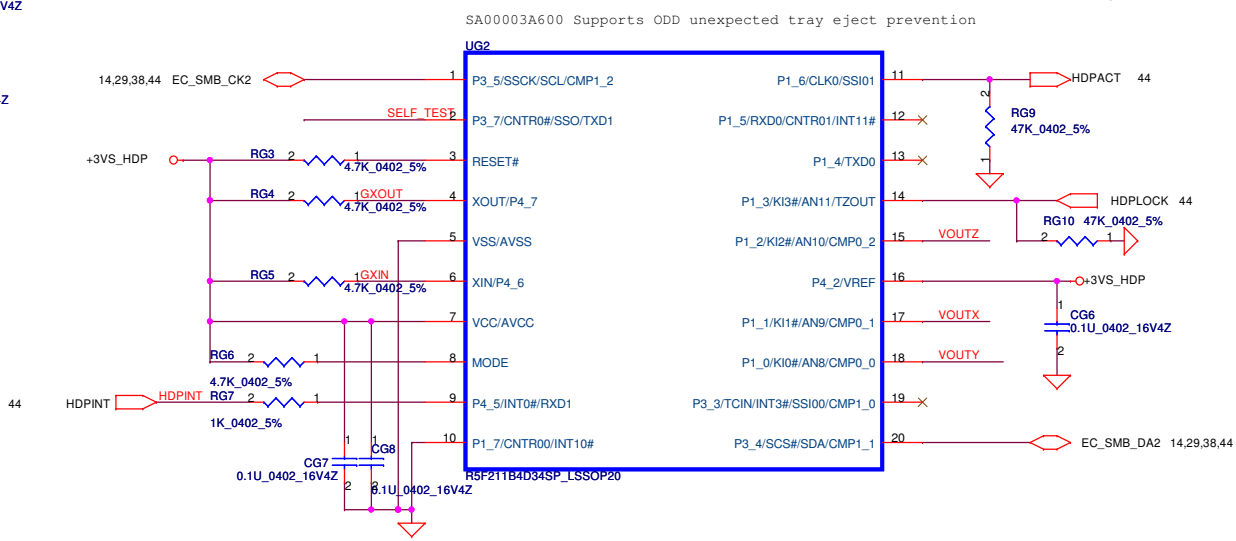 V4Z
SA00003A600 Supports ODD unexpected tray eject prevention
UG2
14,29,38,44 EC_SMB_CK2
1 P3_5/SSCK/SCL/CMP1_2
P1_6/CLK0/SSI01 11
HDPACT 44
SELF_TEST
2 P3_7/CNTR0#/SSO/TXD1
P1_5/RXD0/CNTR01/INT11# 12
2
RG9
47K_0402_5%
1
+3VS_HDP
RG3 2 1
4.7K_0402_5%
3 RESET#
P1_4/TXD0 13
RG4 2 1 GXOUT
4.7K_0402_5%
4 XOUT/P4_7
P1_3/KI3#/AN11/TZOUT 14
HDPLOCK 44
RG10 47K_0402_5%
2 1
5 VSS/AVSS
P1_2/KI2#/AN10/CMP0_2 15 VOUTZ
RG5 2 1 GXIN
4.7K_0402_5%
6 XIN/P4_6
P4_2/VREF 16
+3VS_HDP
1
CG6
0.1U_0402_16V4Z
2
7 VCC/AVCC
P1_1/KI1#/AN9/CMP0_1 17 VOUTX
RG6 2 1
4.7K_0402_5%
8 MODE
P1_0/KI0#/AN8/CMP0_0 18 VOUTY
44 HDPINT
HDPINT RG7 2 1
1K_0402_5%
9 P4_5/INT0#/RXD1
P3_3/TCIN/INT3#/SSI00/CMP1_0 19
10 P1_7/CNTR00/INT10#
P3_4/SCS#/SDA/CMP1_1 20
EC_SMB_DA2 14,29,38,44
1 1
CG8
CG7
0.1U_0402_16V4Z
2 2
0.1U_0402_16V4Z
R5F211B4D34SP_LSSOP20